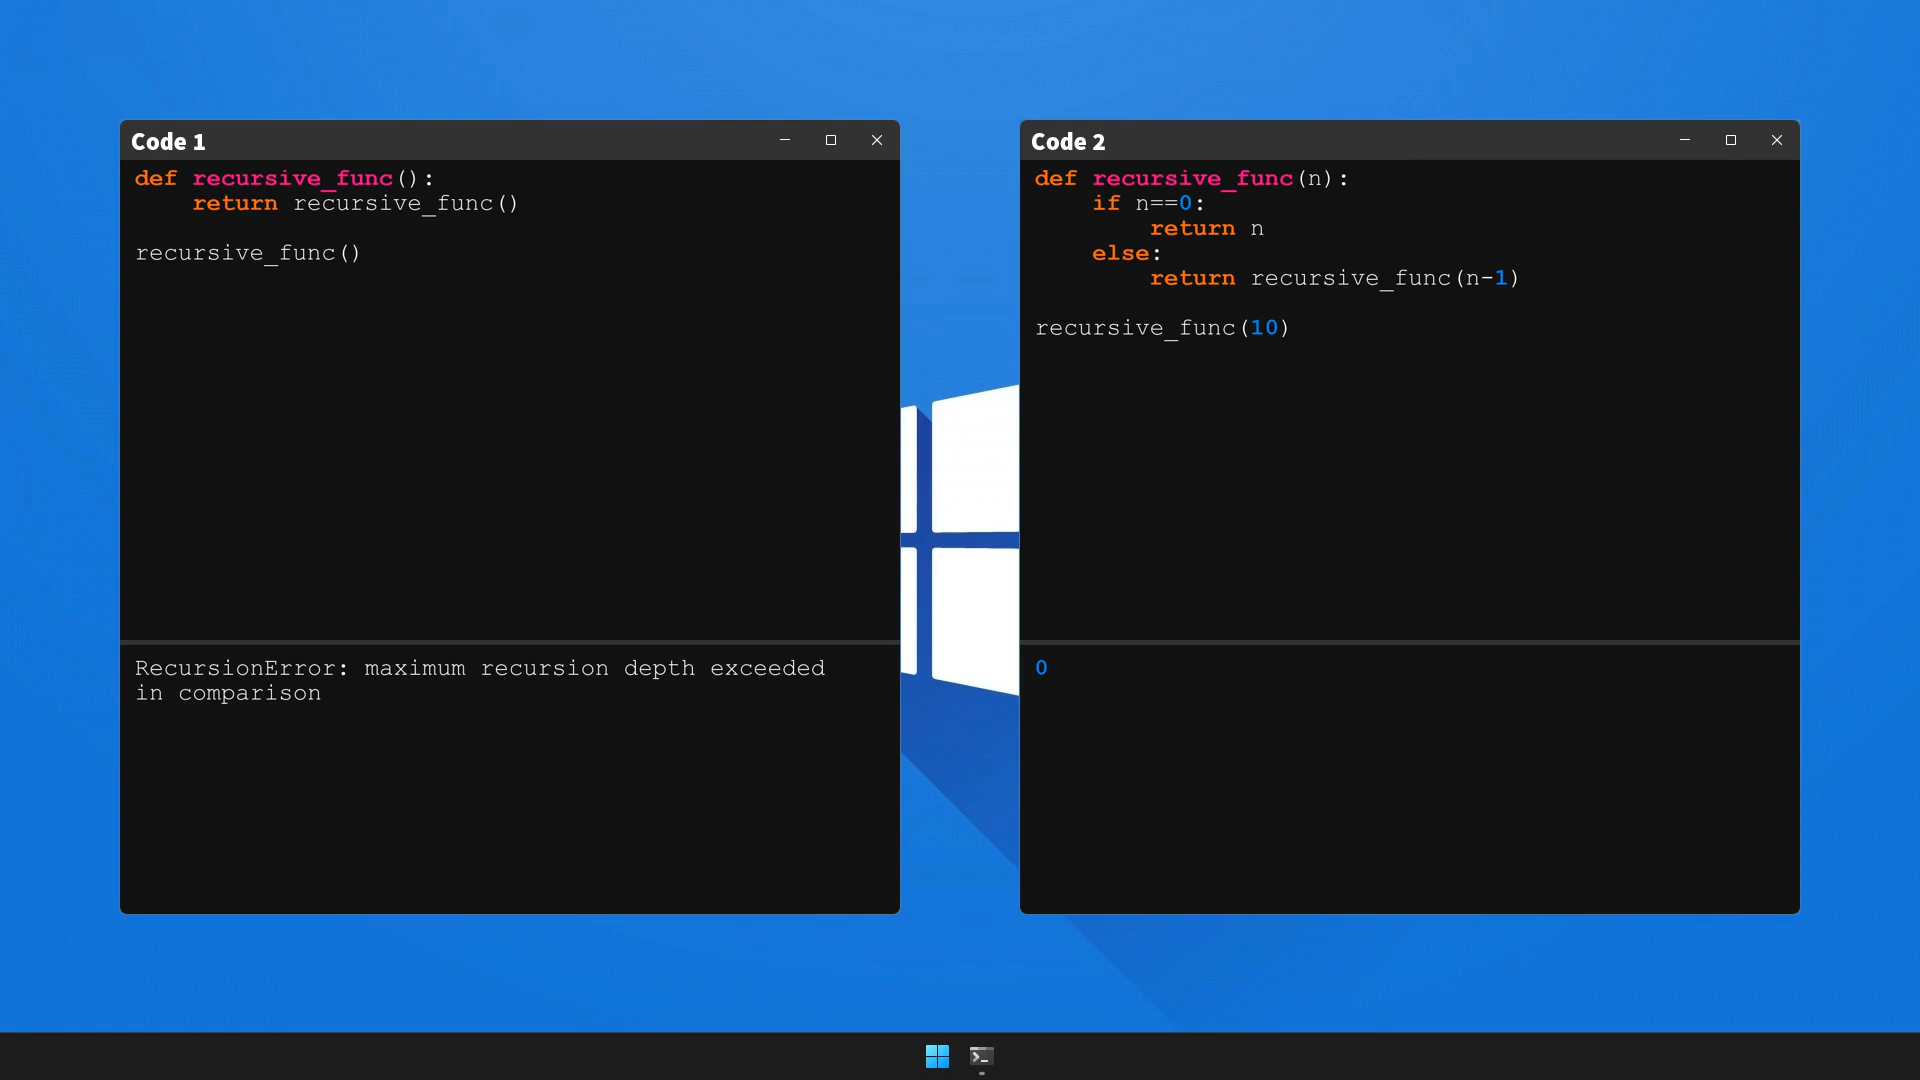 Code 1
def recursive_func():
    return recursive_func()

recursive_func()
RecursionError: maximum recursion depth exceeded
in comparison
Code 2
def recursive_func(n):
    if n==0:
        return n
    else:
        return recursive_func(n-1)

recursive_func(10)
0